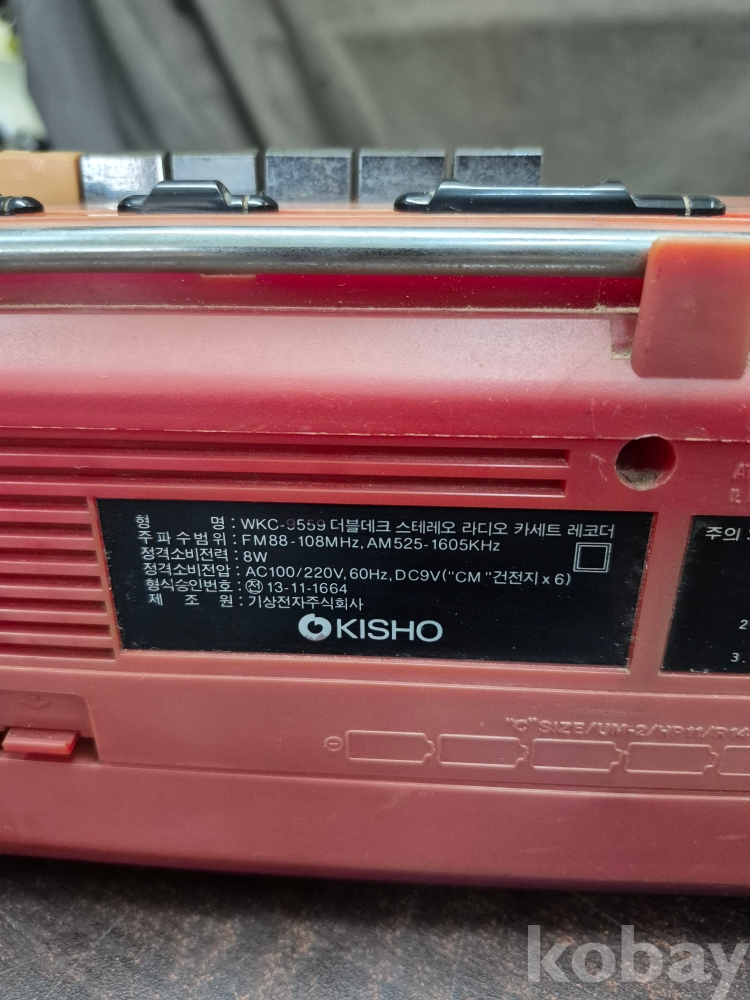 형 명 : WKC-9559 더블데크 스테레오 라디오 카세트 레코더
주 파 수 범 위 : FM88-108MHz, AM525-1605KHz
정격소비전력 : 8W
정격소비전압 : AC100/220V, 60Hz, DC9V("CM"건전지 x 6)
형식승인번호 : ㉠ 13-11-1664
제 조 원 : 기상전자주식회사
KISHO
주의 :
2
3.
"C" SIZE/UM-2/HP11/R14
kobay